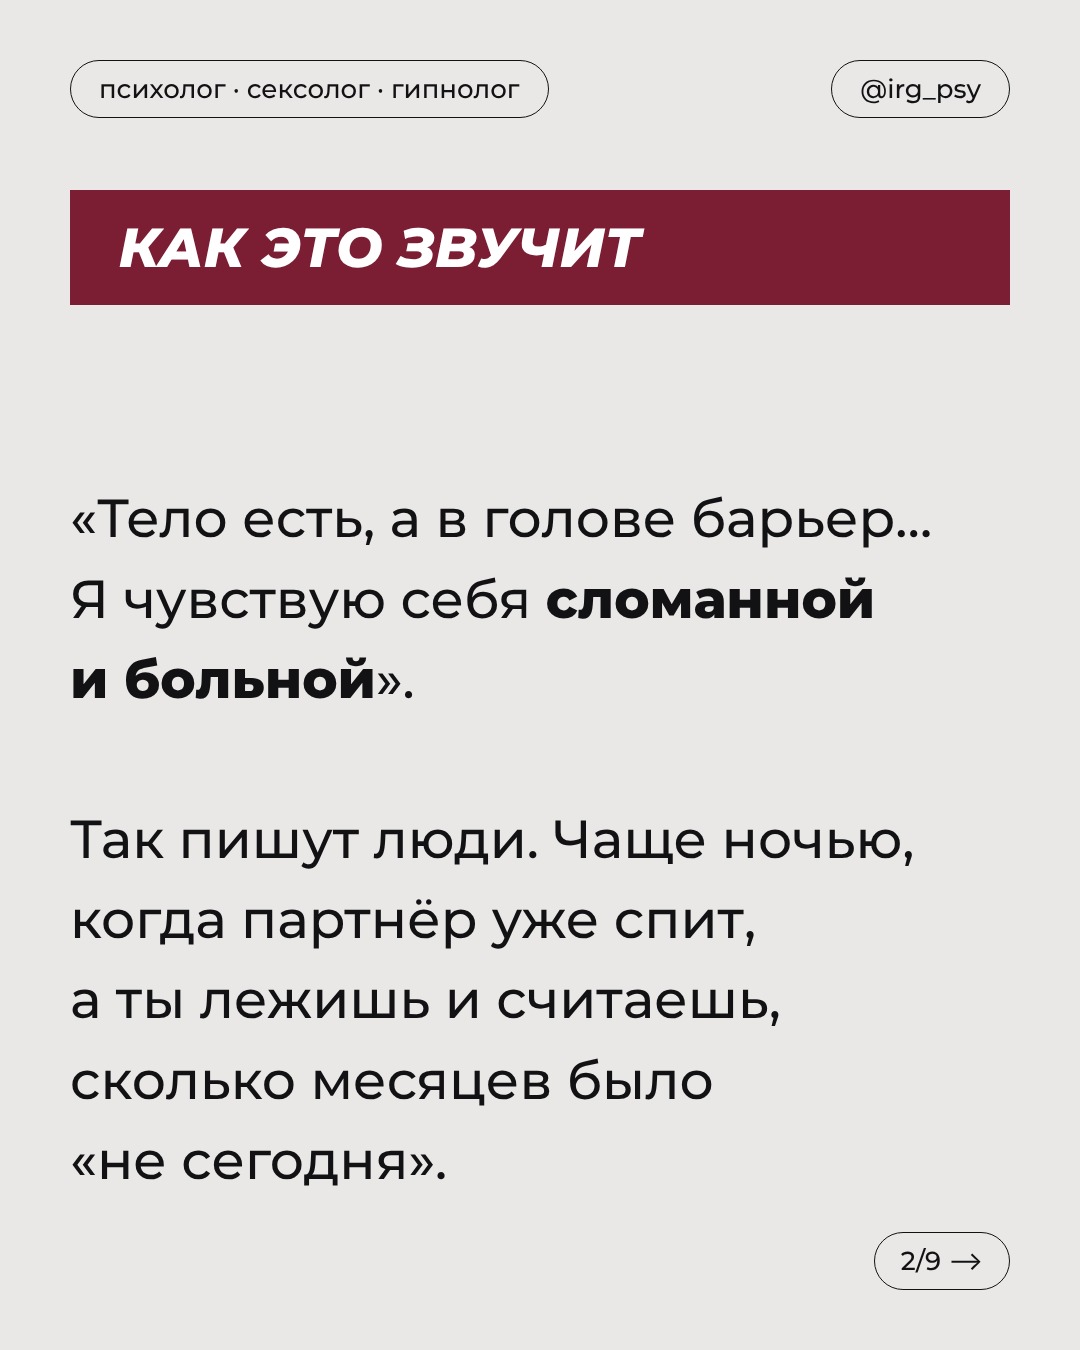 психолог · сексолог · гипнолог
@irg_psy
КАК ЭТО ЗВУЧИТ
«Тело есть, а в голове барьер...
Я чувствую себя сломанной
и больной».
Так пишут люди. Чаще ночью,
когда партнёр уже спит,
а ты лежишь и считаешь,
сколько месяцев было
«не сегодня».
2/9 →